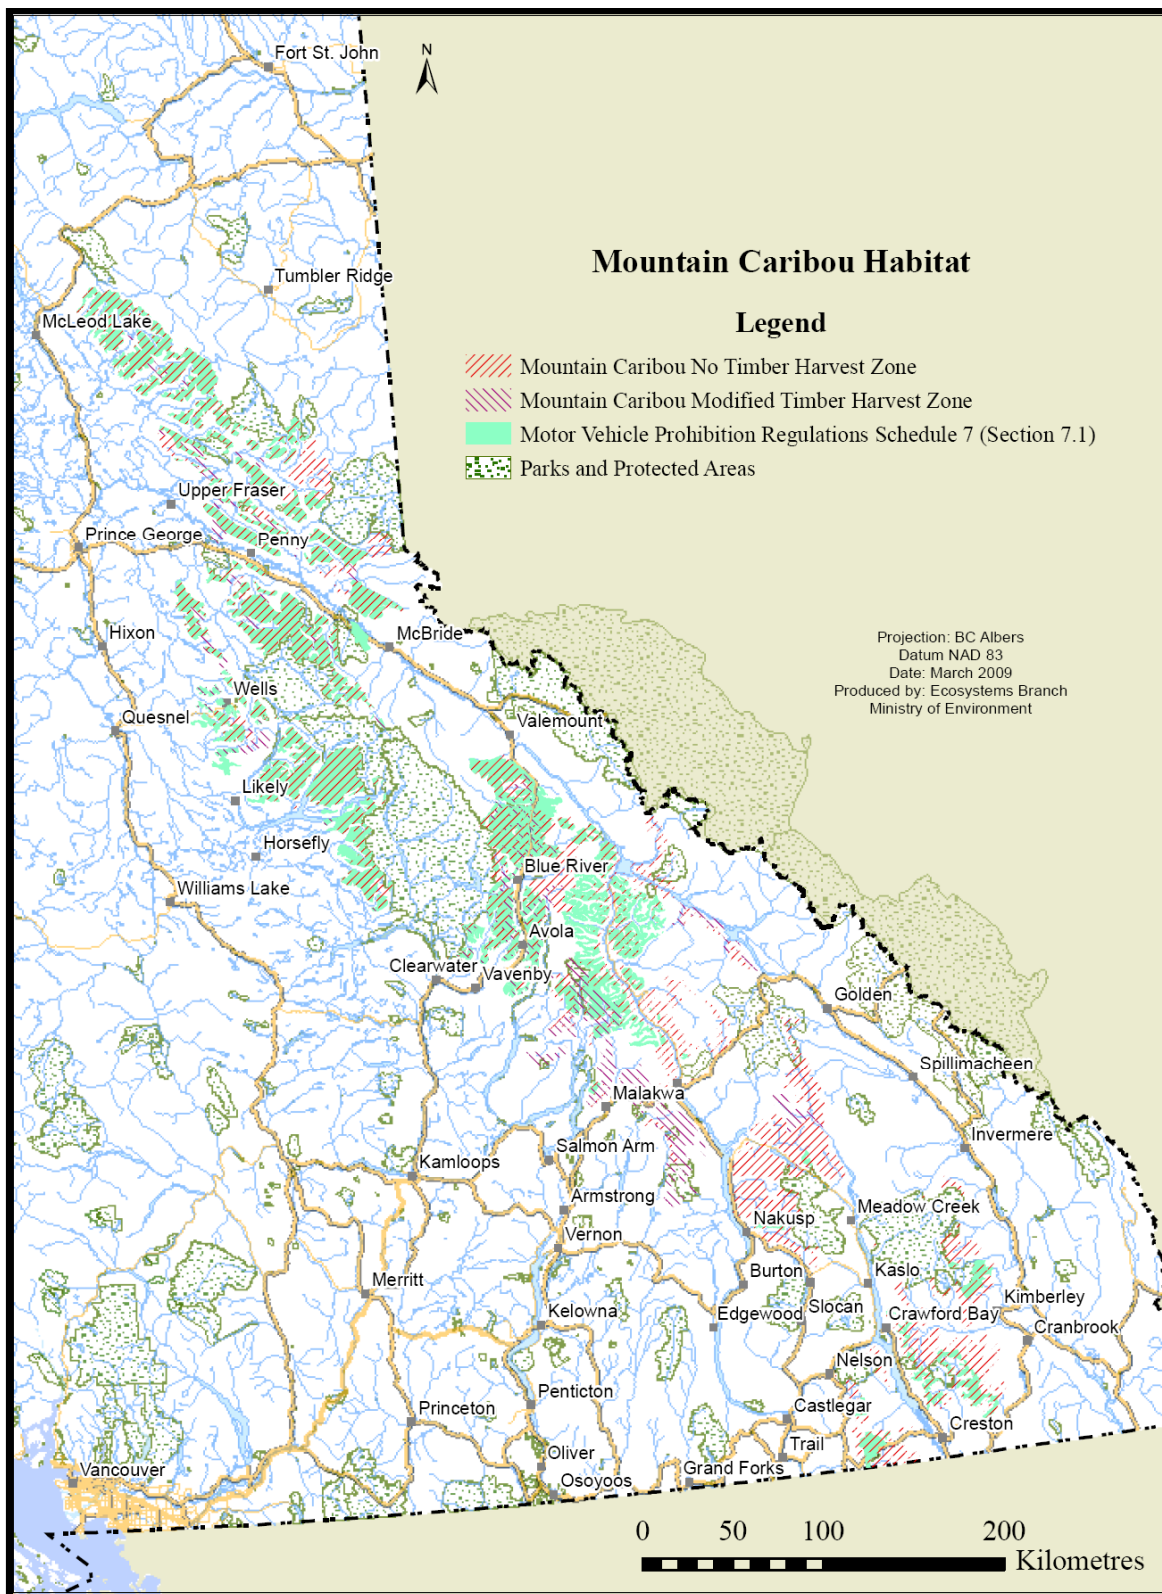 Fort St. John
N
Mountain Caribou Habitat
Tumbler Ridge
Legend
McLeod Lake
Mountain Caribou No Timber Harvest Zone
Mountain Caribou Modified Timber Harvest Zone
Motor Vehicle Prohibition Regulations Schedule 7 (Section 7.1)
Parks and Protected Areas
Upper Fraser
Prince George
Penny
Hixon
McBride
Projection: BC Albers
Datum NAD 83
Date: March 2009
Produced by: Ecosystems Branch
Ministry of Environment
Wells
Quesnel
Valemount
Likely
Horsefly
Blue River
Williams Lake
Avola
Clearwater
Vavenby
Golden
Spillimacheen
Malakwa
Invermere
Salmon Arm
Kamloops
Armstrong
Meadow Creek
Nakusp
Vernon
Burton
Kaslo
Merritt
Kimberley
Kelowna
Edgewood
Slocan
Crawford Bay
Cranbrook
Nelson
Penticton
Princeton
Castlegar
Creston
Oliver
Trail
Vancouver
Grand Forks
Osoyoos
0 50 100 200
Kilometres